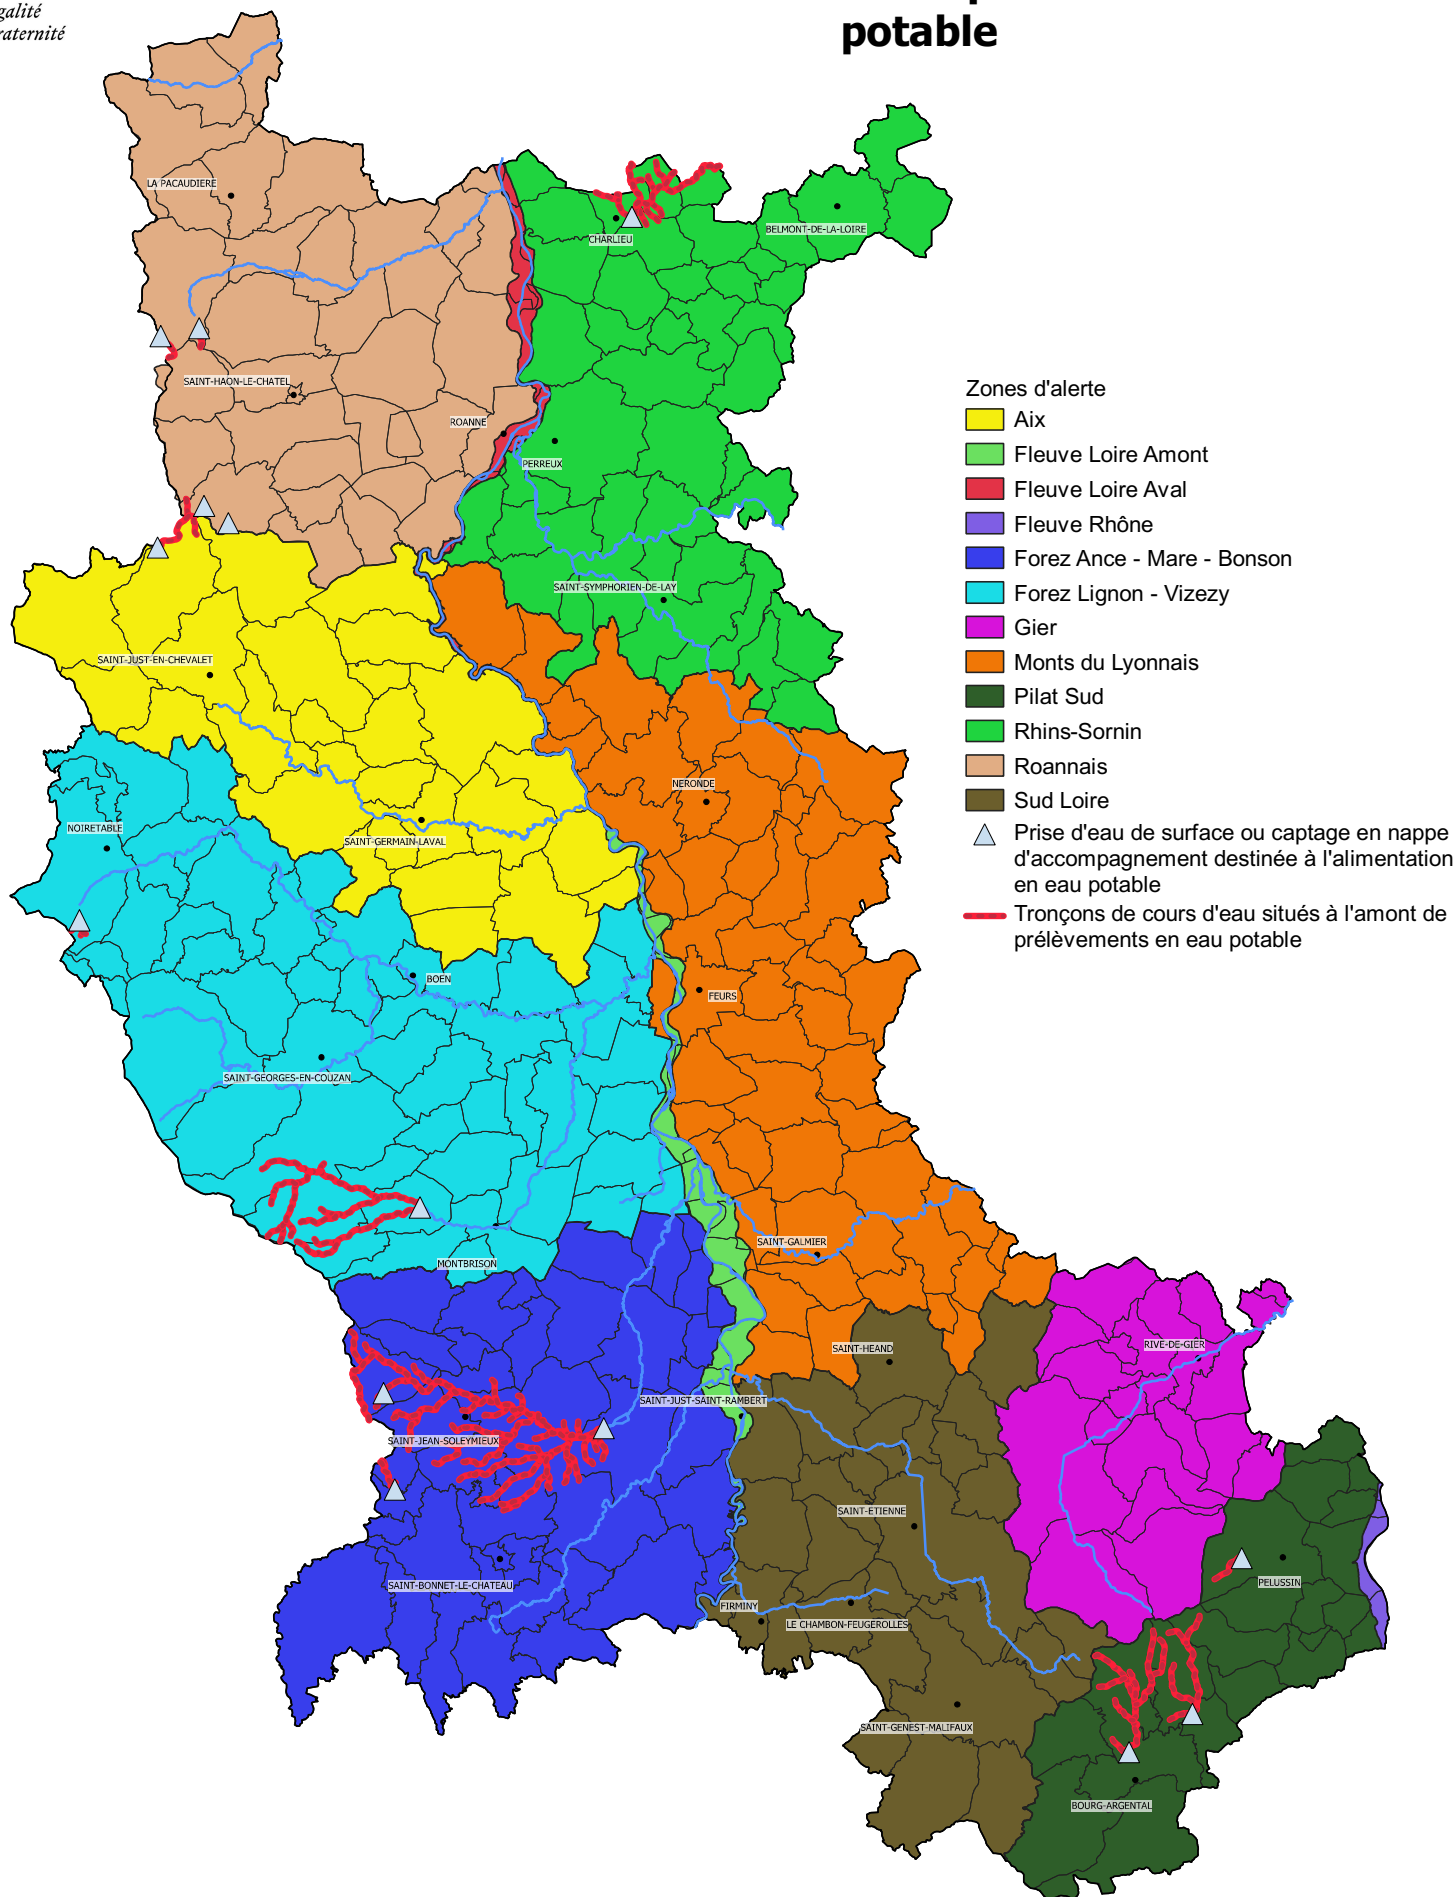 galité
raternité
potable
LA PACAUDIERE
CHARLIEU
BELMONT-DE-LA-LOIRE
SAINT-HAON-LE-CHATEL
ROANNE
PERREUX
SAINT-SYMPHORIEN-DE-LAY
SAINT-JUST-EN-CHEVALET
NERONDE
NOIRETABLE
SAINT-GERMAIN-LAVAL
BOEN
FEURS
SAINT-GEORGES-EN-COUZAN
SAINT-GALMIER
MONTBRISON
SAINT-HEAND
RIVE-DE-GIER
SAINT-JUST-SAINT-RAMBERT
SAINT-JEAN-SOLEYMIEUX
SAINT-ETIENNE
SAINT-BONNET-LE-CHATEAU
PELUSSIN
FIRMINY
LE CHAMBON-FEUGEROLLES
SAINT-GENEST-MALIFAUX
BOURG-ARGENTAL
Zones d'alerte
Aix
Fleuve Loire Amont
Fleuve Loire Aval
Fleuve Rhône
Forez Ance - Mare - Bonson
Forez Lignon - Vizezy
Gier
Monts du Lyonnais
Pilat Sud
Rhins-Sornin
Roannais
Sud Loire
Prise d'eau de surface ou captage en nappe
d'accompagnement destinée à l'alimentation
en eau potable
Tronçons de cours d'eau situés à l'amont de
prélèvements en eau potable